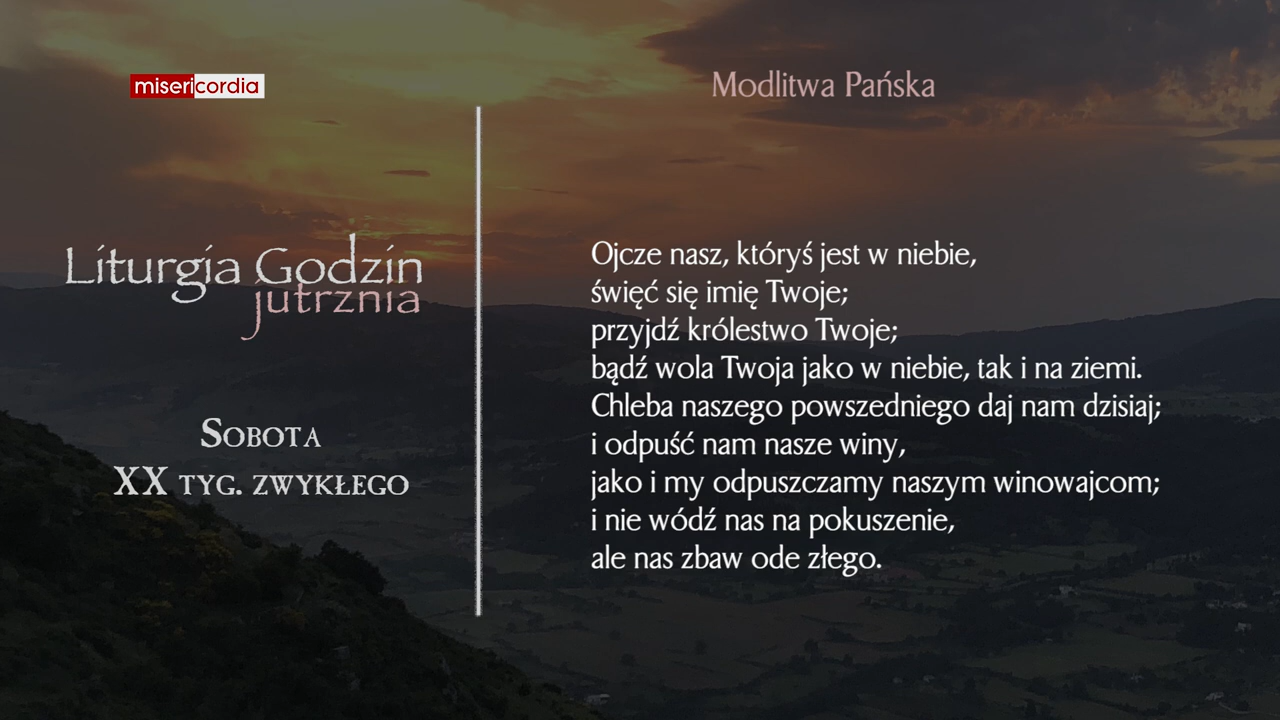 misericordia
Liturgia Godzin
jutrznia
Sobota
XX tyg. zwykłego
Modlitwa Pańska
Ojcze nasz, któryś jest w niebie,
święć się imię Twoje;
przyjdź królestwo Twoje;
bądź wola Twoja jako w niebie, tak i na ziemi.
Chleba naszego powszedniego daj nam dzisiaj;
i odpuść nam nasze winy,
jako i my odpuszczamy naszym winowajcom;
i nie wódź nas na pokuszenie,
ale nas zbaw ode złego.